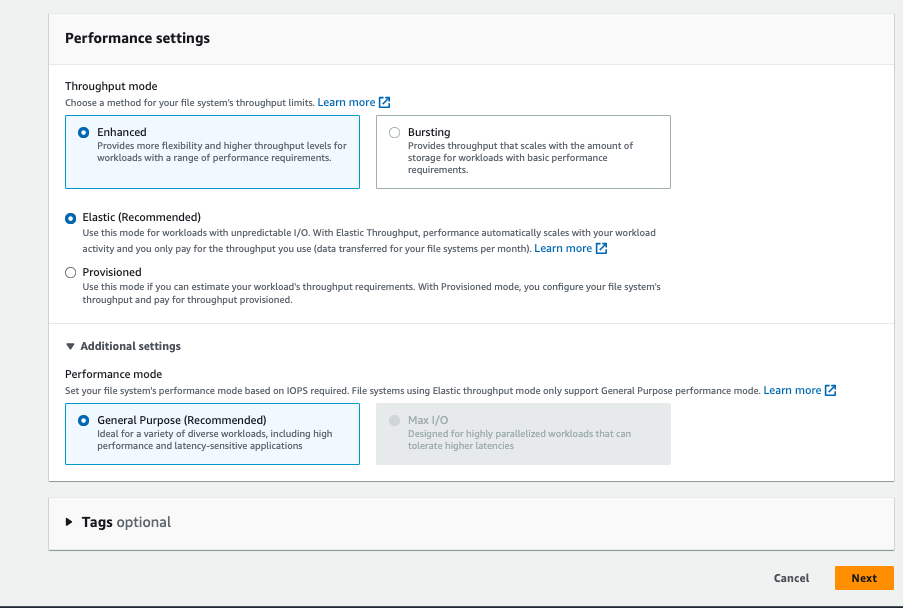 Performance settings
Throughput mode
Choose a method for your file system's throughput limits. Learn more
Enhanced
Provides more flexibility and higher throughput levels for
workloads with a range of performance requirements.
Bursting
Provides throughput that scales with the amount of
storage for workloads with basic performance
requirements.
Elastic (Recommended)
Use this mode for workloads with unpredictable I/O. With Elastic Throughput, performance automatically scales with your workload
activity and you only pay for the throughput you use (data transferred for your file systems per month). Learn more
Provisioned
Use this mode if you can estimate your workload's throughput requirements. With Provisioned mode, you configure your file system's
throughput and pay for throughput provisioned.
Additional settings
Performance mode
Set your file system's performance mode based on IOPS required. File systems using Elastic throughput mode only support General Purpose performance mode. Learn more
General Purpose (Recommended)
Ideal for a variety of diverse workloads, including high
performance and latency-sensitive applications
Max I/O
Designed for highly parallelized workloads that can
tolerate higher latencies
Tags optional
Cancel
Next